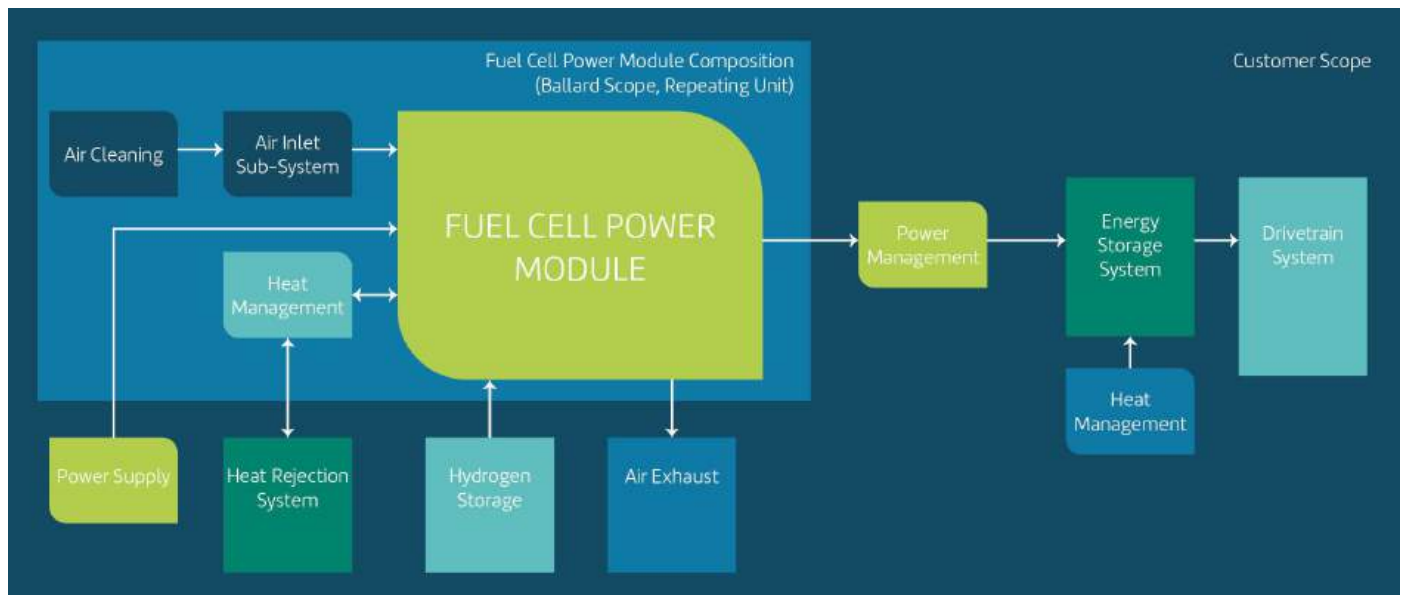 Fuel Cell Power Module Composition
(Ballard Scope, Repeating Unit)
Customer Scope
Air Cleaning
Air Inlet
Sub-System
FUEL CELL POWER
MODULE
Heat
Management
Power
Management
Energy
Storage
System
Drivetrain
System
Heat
Management
Power Supply
Heat Rejection
System
Hydrogen
Storage
Air Exhaust